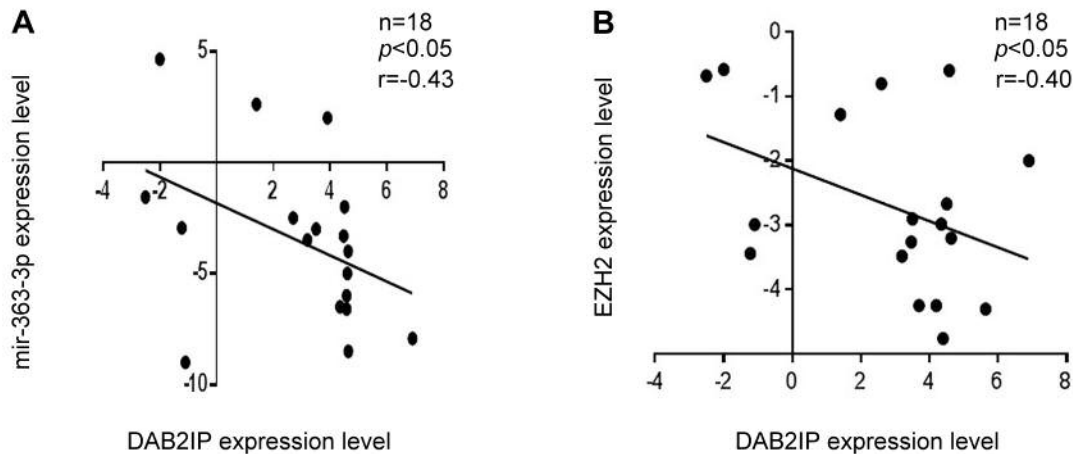 A
n=18
p<0.05
r=-0.43
mir-363-3p expression level
5
-4 -2 0 2 4 6 8
-5
-10
DAB2IP expression level
B
n=18
p<0.05
r=-0.40
EZH2 expression level
0
-1
-2
-3
-4
-4 -2 0 2 4 6 8
DAB2IP expression level